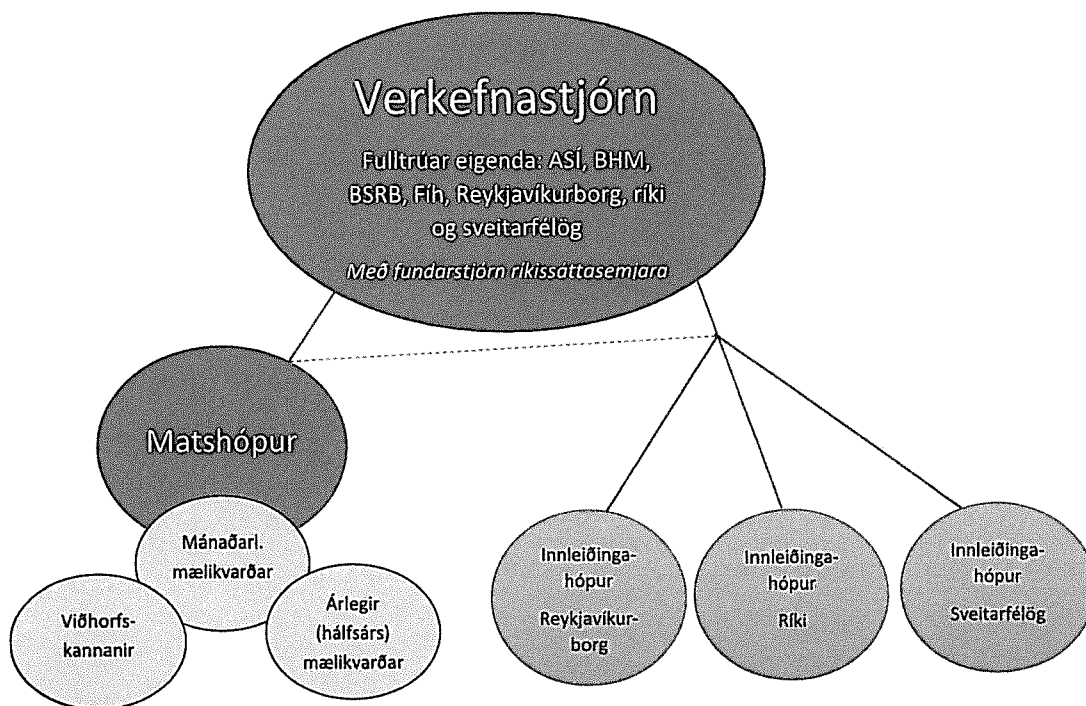 Verkefnastjórn
Fulltrúar eigenda: ASÍ, BHM,
BSRB, Fíh, Reykjavíkurborg, ríki
og sveitarfélög
Með fundarstjórn ríkissáttasemjara
Matshópur
Mánaðarl.
mælikvarðar
Viðhorfs-
kannanir
Árlegir
(hálfsárs)
mælikvarðar
Innleiðinga-
hópur
Reykjavíkur-
borg
Innleiðinga-
hópur
Ríki
Innleiðinga-
hópur
Sveitarfélög